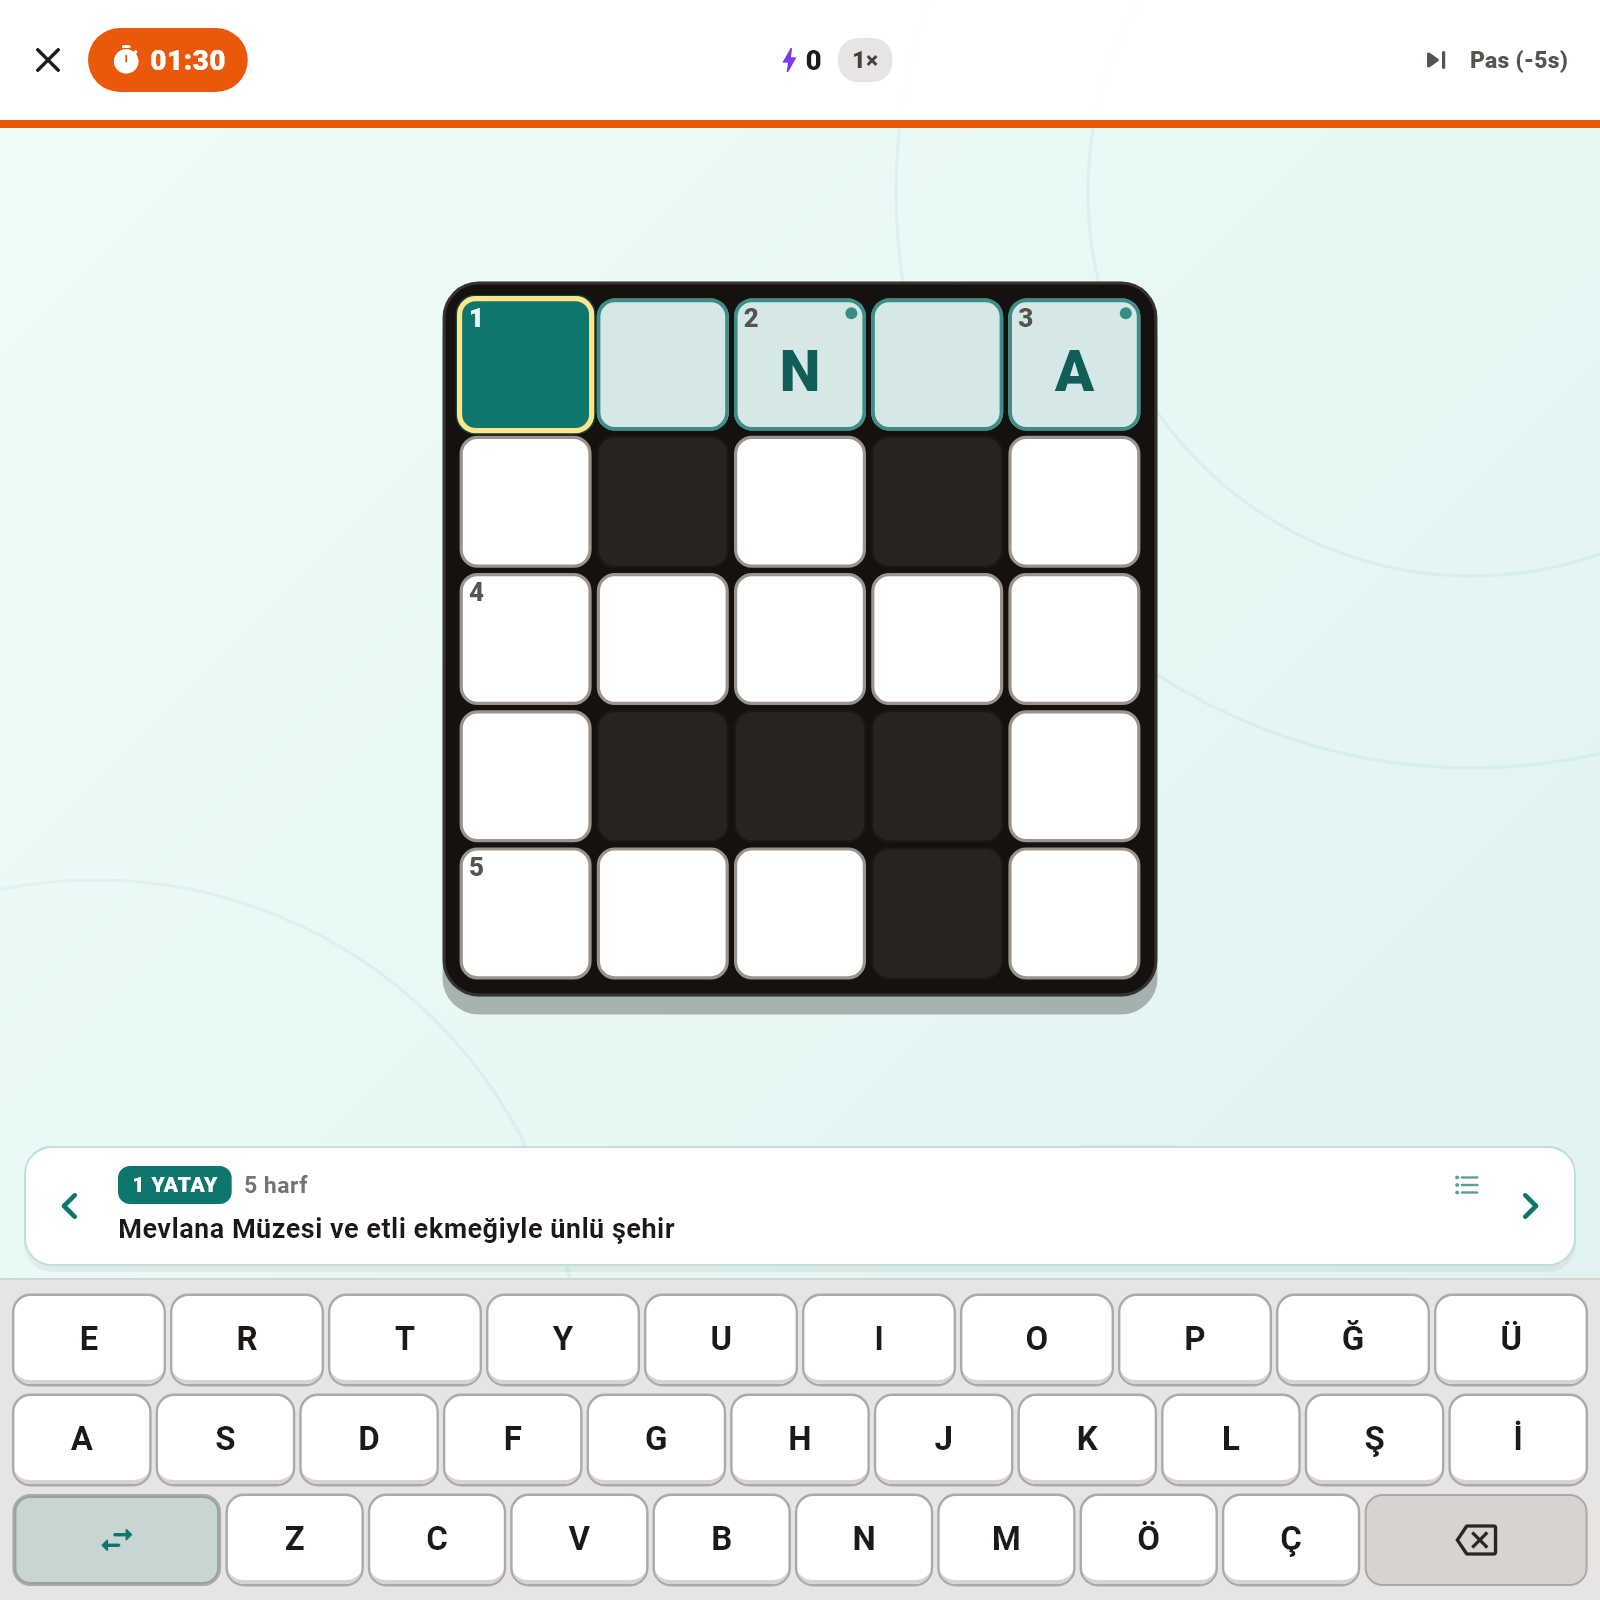 01:30
0
1×
Pas (-5s)
1
2
N
3
A
4
5
1 YATAY
5 harf
Mevlana Müzesi ve etli ekmeğiyle ünlü şehir
E R T Y U I O P Ğ Ü
A S D F G H J K L Ş İ
Z C V B N M Ö Ç